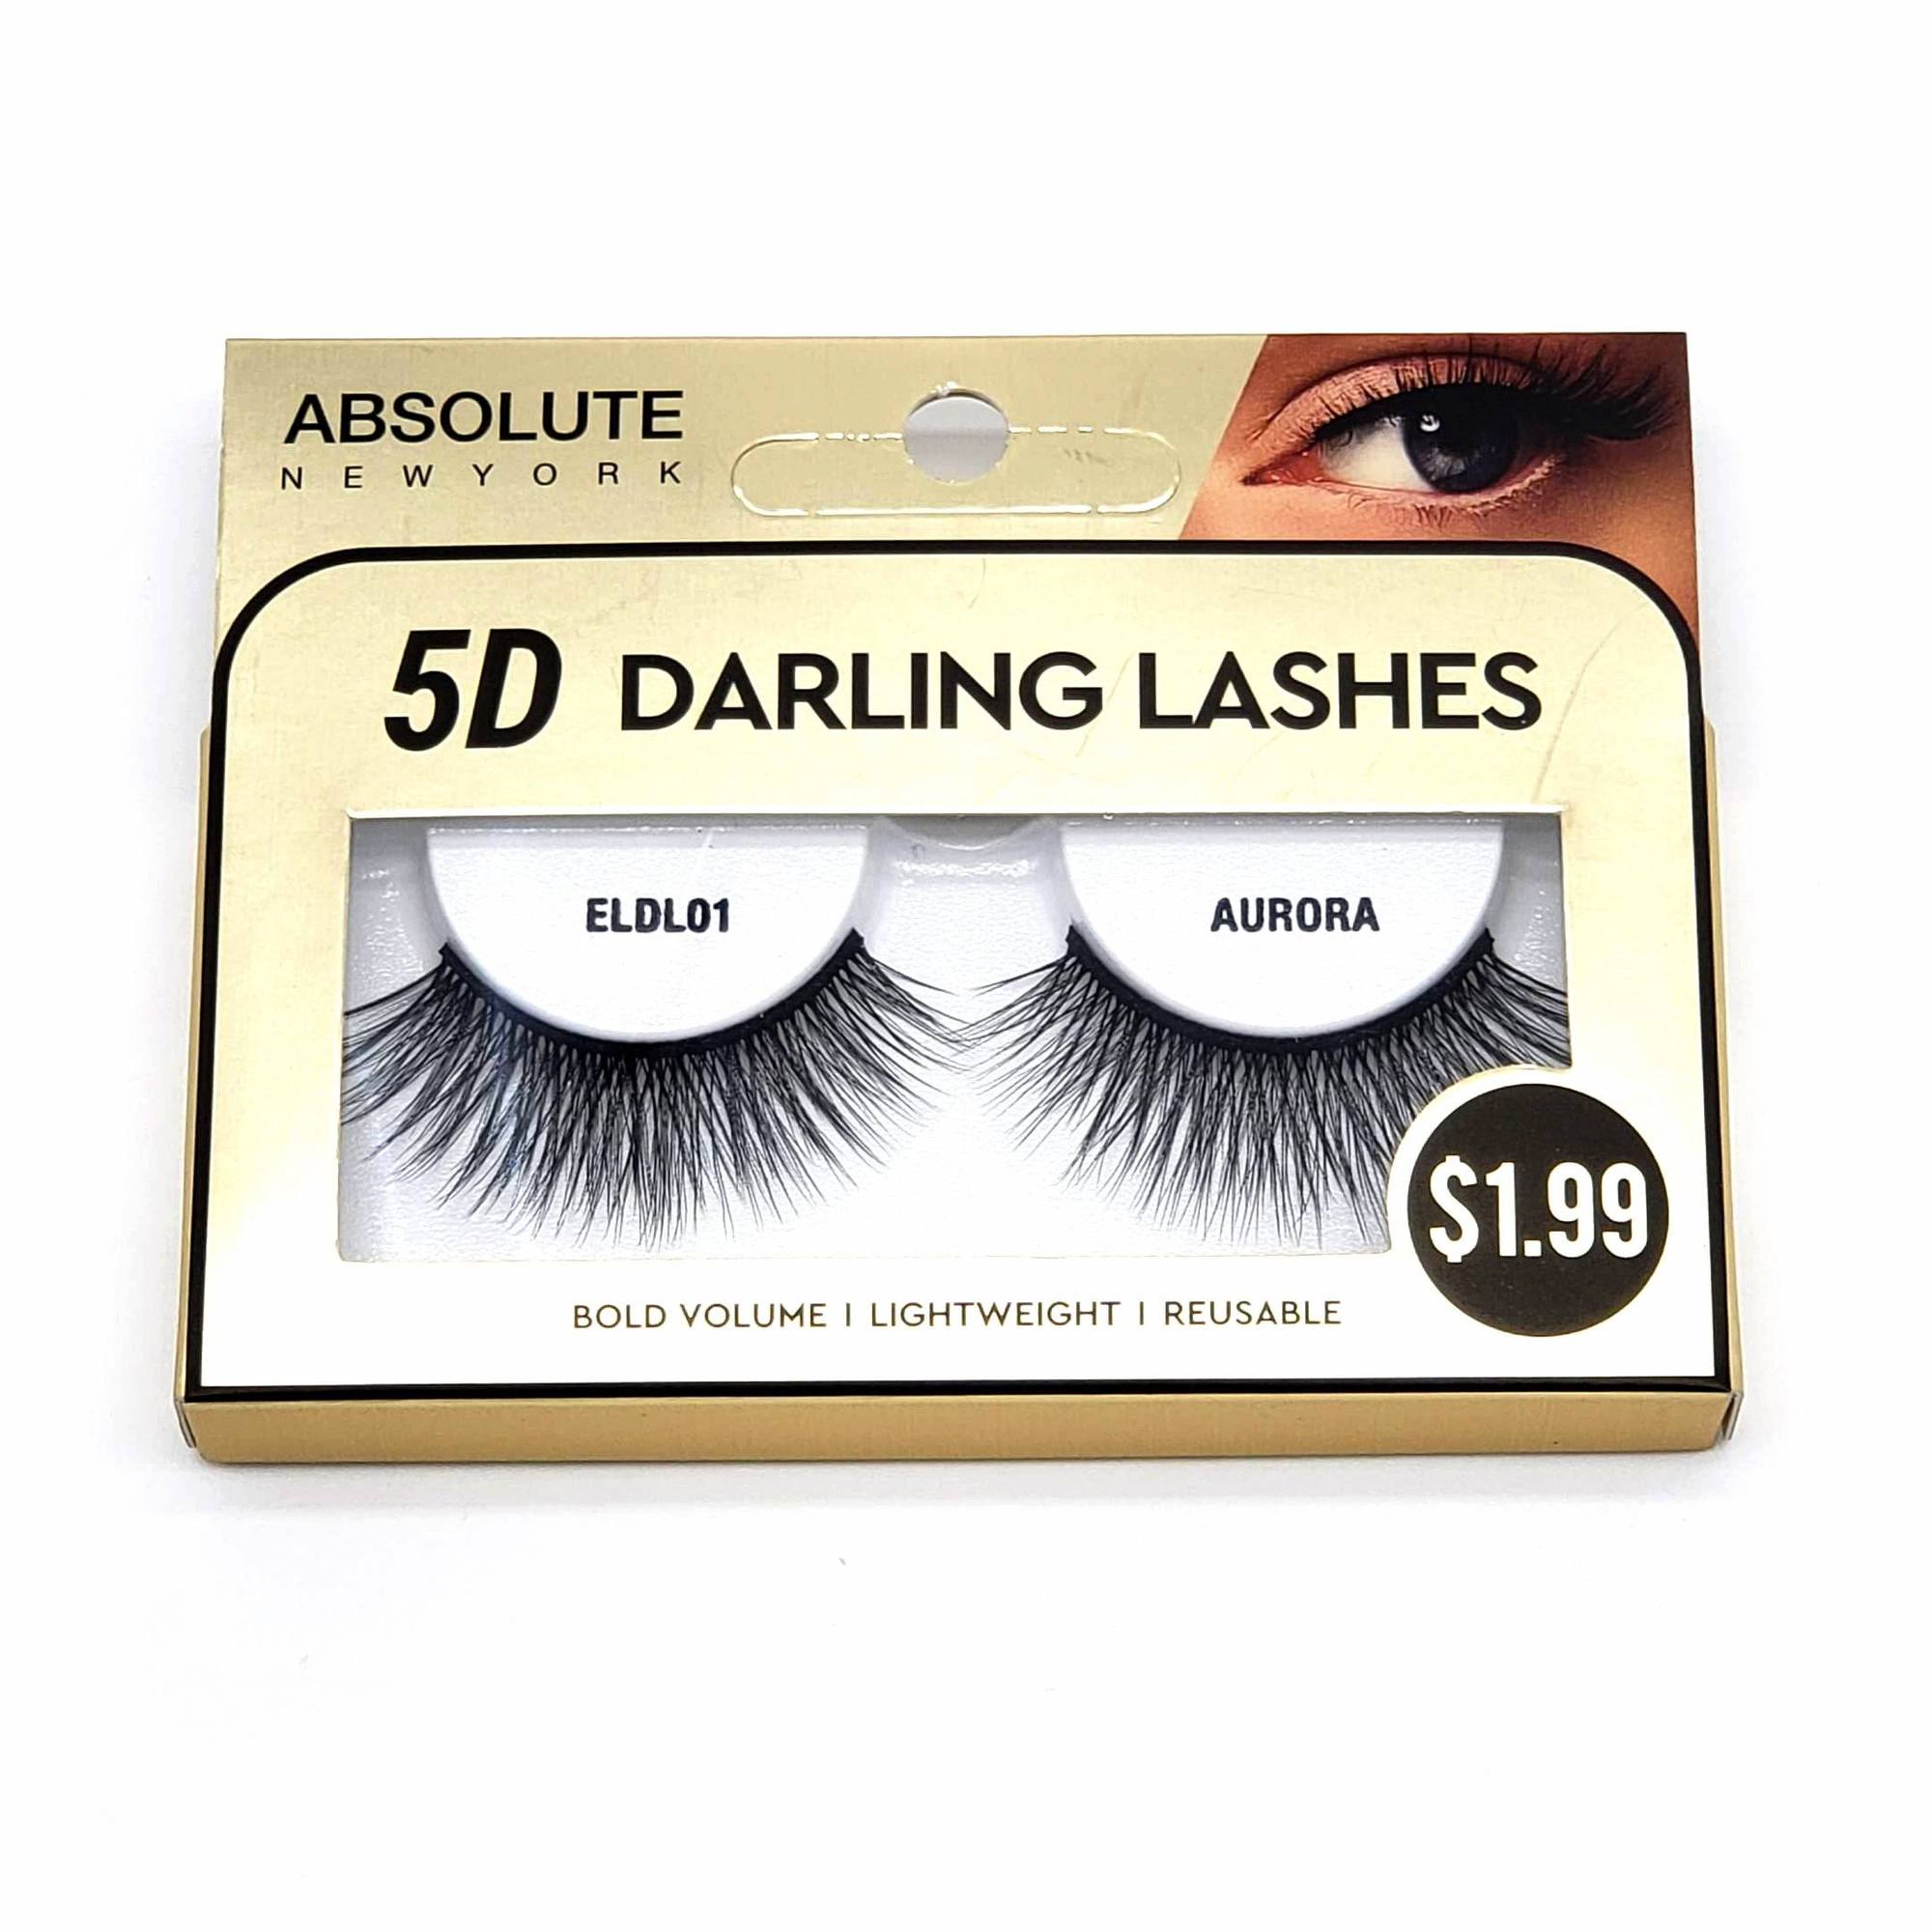 ABSOLUTE
NEW YORK
5D DARLING LASHES
ELDL01
AURORA
$1.99
BOLD VOLUME | LIGHTWEIGHT | REUSABLE